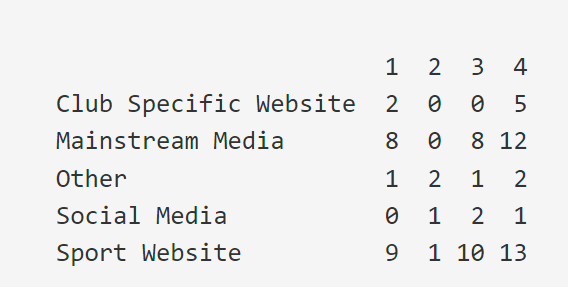 1 2 3 4
Club Specific Website 2 0 0 5
Mainstream Media 8 0 8 12
Other 1 2 1 2
Social Media 0 1 2 1
Sport Website 9 1 10 13